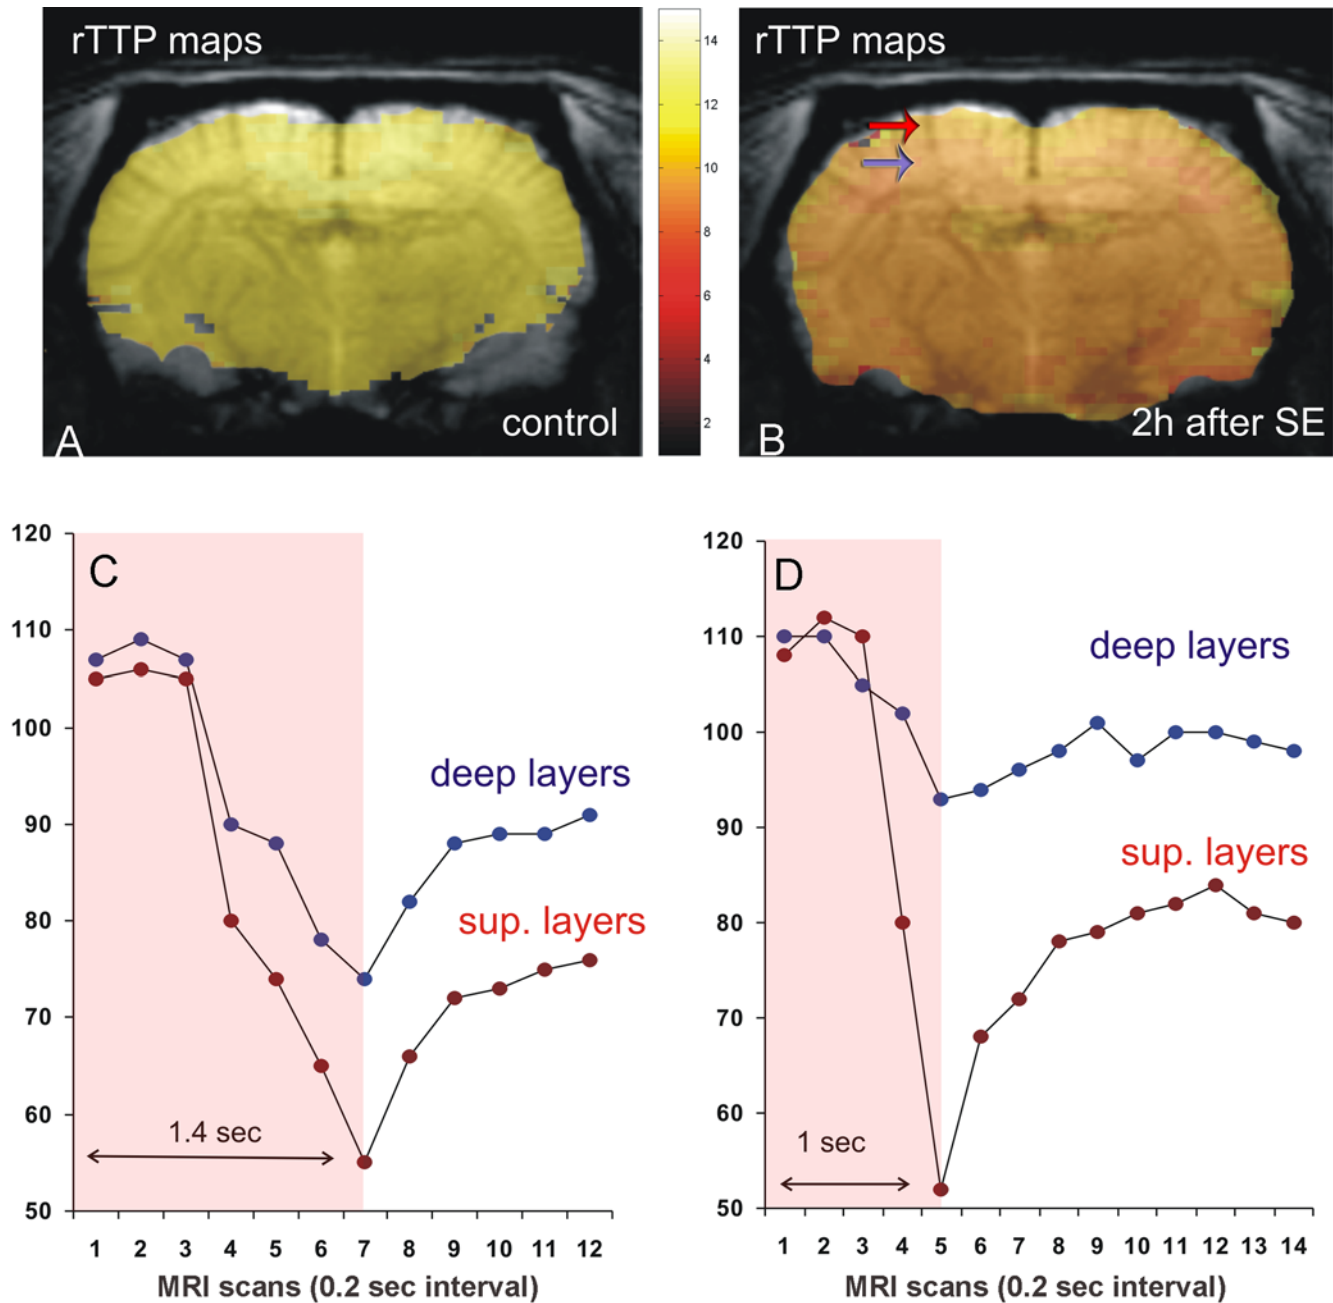 rTTP maps
control
A
14
12
10
8
6
4
2
rTTP maps
2h after SE
B
C
120
110
100
90
80
70
60
50
deep layers
sup. layers
1.4 sec
1 2 3 4 5 6 7 8 9 10 11 12
MRI scans (0.2 sec interval)
D
120
110
100
90
80
70
60
50
deep layers
sup. layers
1 sec
1 2 3 4 5 6 7 8 9 10 11 12 13 14
MRI scans (0.2 sec interval)